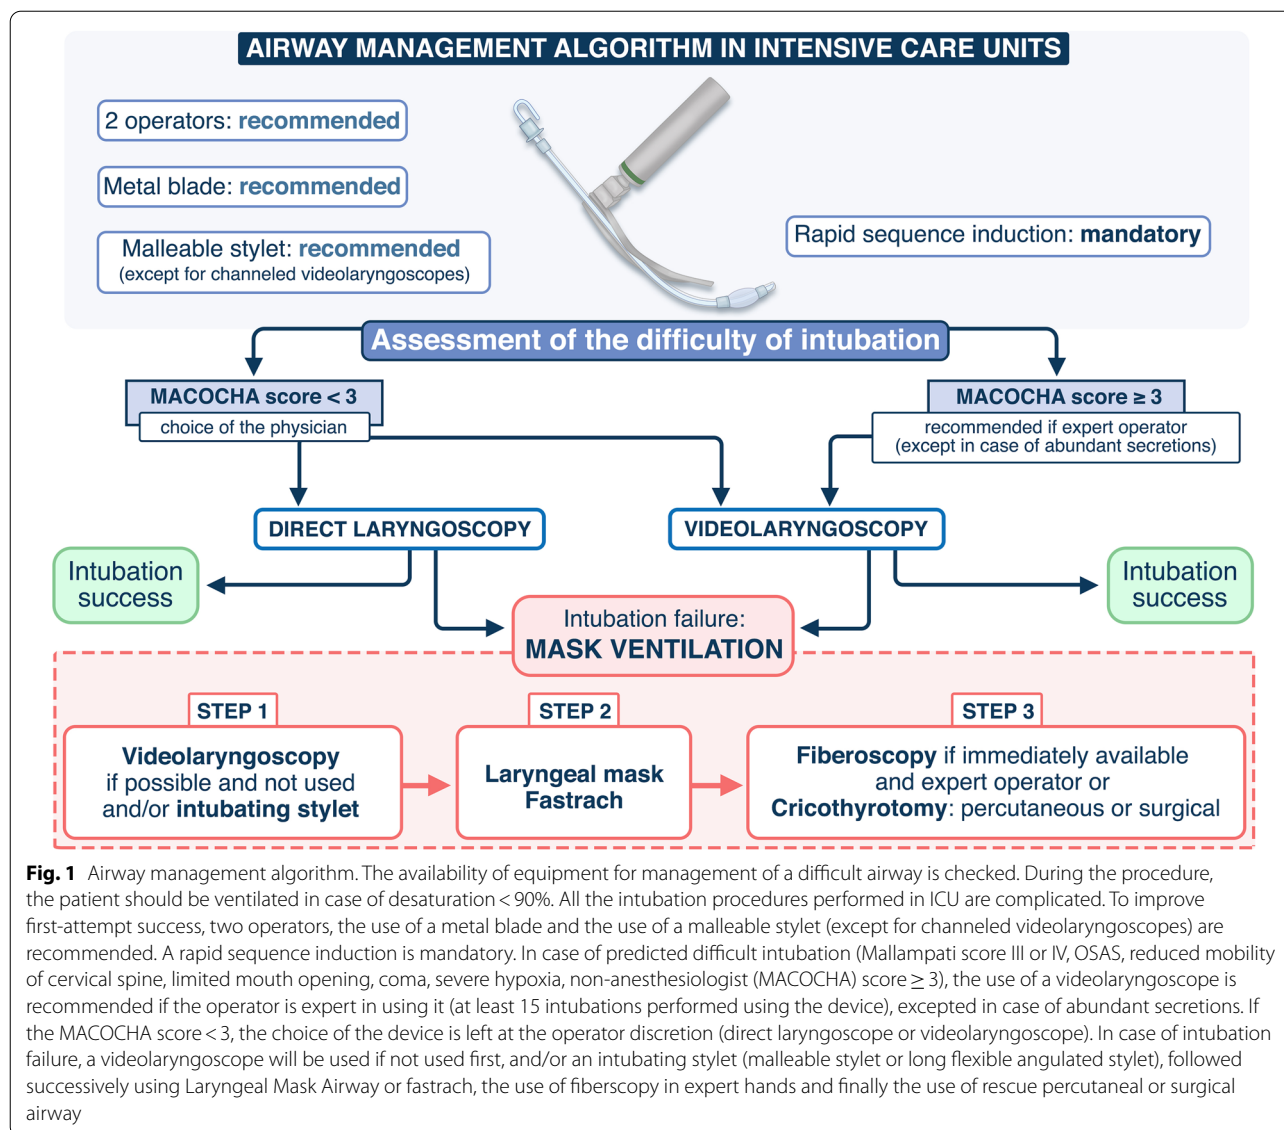 AIRWAY MANAGEMENT ALGORITHM IN INTENSIVE CARE UNITS
2 operators: recommended
Metal blade: recommended
Malleable stylet: recommended
(except for channeled videolaryngoscopes)
Rapid sequence induction: mandatory
Assessment of the difficulty of intubation
MACOCHA score < 3
choice of the physician
MACOCHA score ≥ 3
recommended if expert operator
(except in case of abundant secretions)
DIRECT LARYNGOSCOPY
VIDEOLARYNGOSCOPY
Intubation
success
Intubation
success
Intubation failure:
MASK VENTILATION
STEP 1
Videolaryngoscopy
if possible and not used
and/or intubating stylet
STEP 2
Laryngeal mask
Fastrach
STEP 3
Fiberoscopy if immediately available
and expert operator or
Cricothyrotomy: percutaneous or surgical
Fig. 1 Airway management algorithm. The availability of equipment for management of a difficult airway is checked. During the procedure,
the patient should be ventilated in case of desaturation < 90%. All the intubation procedures performed in ICU are complicated. To improve
first-attempt success, two operators, the use of a metal blade and the use of a malleable stylet (except for channeled videolaryngoscopes) are
recommended. A rapid sequence induction is mandatory. In case of predicted difficult intubation (Mallampati score III or IV, OSAS, reduced mobility
of cervical spine, limited mouth opening, coma, severe hypoxia, non-anesthesiologist (MACOCHA) score ≥ 3), the use of a videolaryngoscope is
recommended if the operator is expert in using it (at least 15 intubations performed using the device), excepted in case of abundant secretions. If
the MACOCHA score < 3, the choice of the device is left at the operator discretion (direct laryngoscope or videolaryngoscope). In case of intubation
failure, a videolaryngoscope will be used if not used first, and/or an intubating stylet (malleable stylet or long flexible angulated stylet), followed
successively using Laryngeal Mask Airway or fastrach, the use of fiberscopy in expert hands and finally the use of rescue percutaneal or surgical
airway